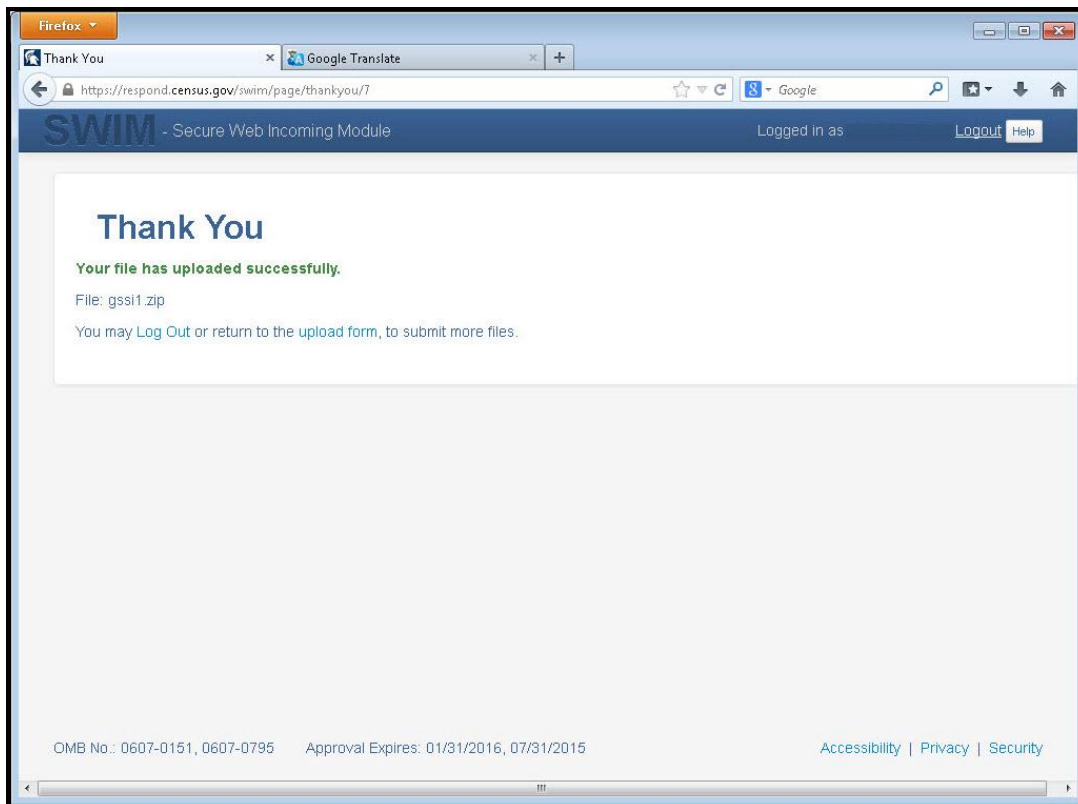 Firefox
Thank You
Google Translate
https://respond.census.gov/swim/page/thankyou/7
Google
SWIM - Secure Web Incoming Module
Logged in as
Logout
Help
Thank You
Your file has uploaded successfully.
File: gssi1.zip
You may Log Out or return to the upload form, to submit more files.
OMB No.: 0607-0151, 0607-0795
Approval Expires: 01/31/2016, 07/31/2015
Accessibility | Privacy | Security